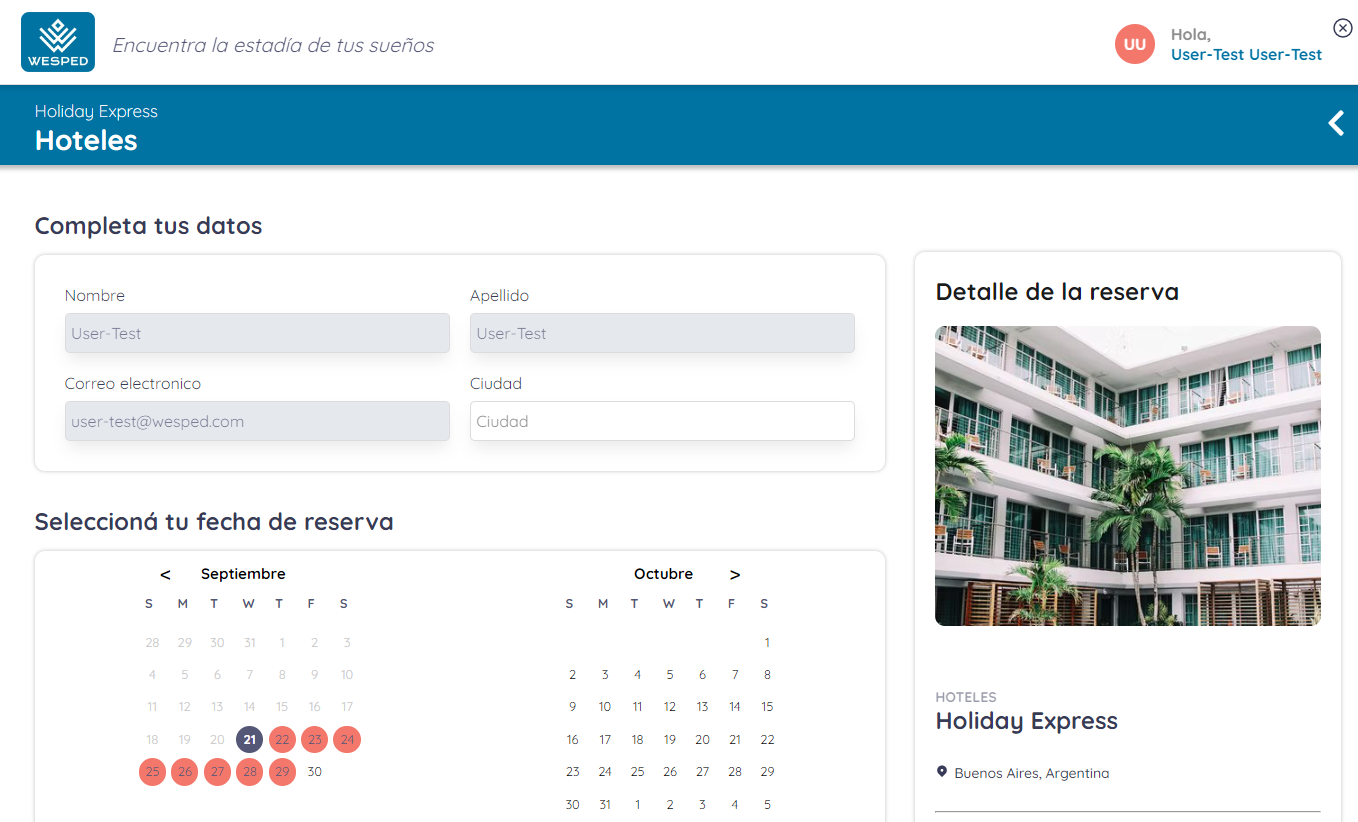 WESPED
Encuentra la estadía de tus sueños
UU
Hola,
User-Test User-Test
Holiday Express
Hoteles
Completa tus datos
Nombre
Apellido
User-Test
User-Test
Correo electronico
Ciudad
user-test@wesped.com
Ciudad
Seleccioná tu fecha de reserva
< Septiembre
S M T W T F S
28 29 30 31 1 2 3
4 5 6 7 8 9 10
11 12 13 14 15 16 17
18 19 20 21 22 23 24
25 26 27 28 29 30
Octubre >
S M T W T F S
1
2 3 4 5 6 7 8
9 10 11 12 13 14 15
16 17 18 19 20 21 22
23 24 25 26 27 28 29
30 31 1 2 3 4 5
Detalle de la reserva
HOTELES
Holiday Express
Buenos Aires, Argentina